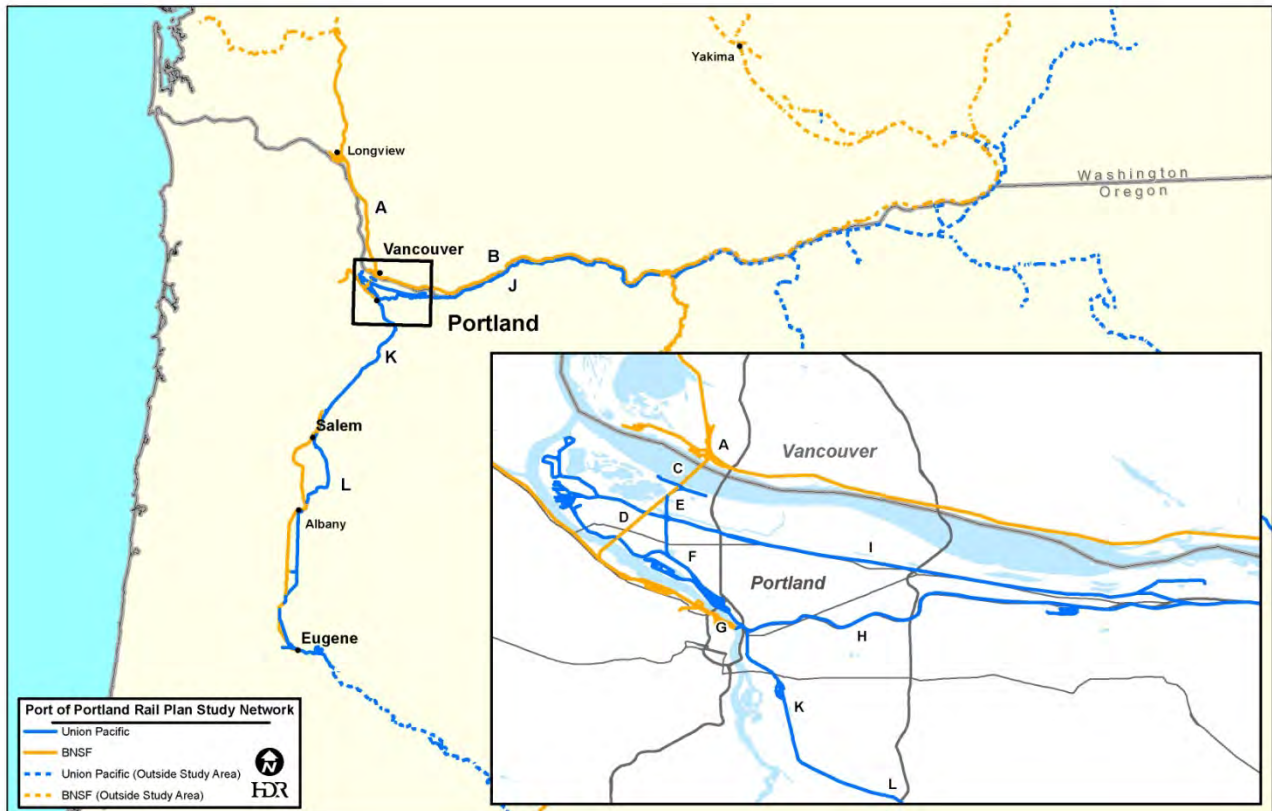 Yakima
Longview
Washington
Oregon
A
Vancouver
B
J
Portland
K
Salem
L
Albany
Eugene
A
Vancouver
C
E
D
F
I
Portland
G
H
K
L
Port of Portland Rail Plan Study Network
Union Pacific
BNSF
Union Pacific (Outside Study Area)
BNSF (Outside Study Area)
N
HDR